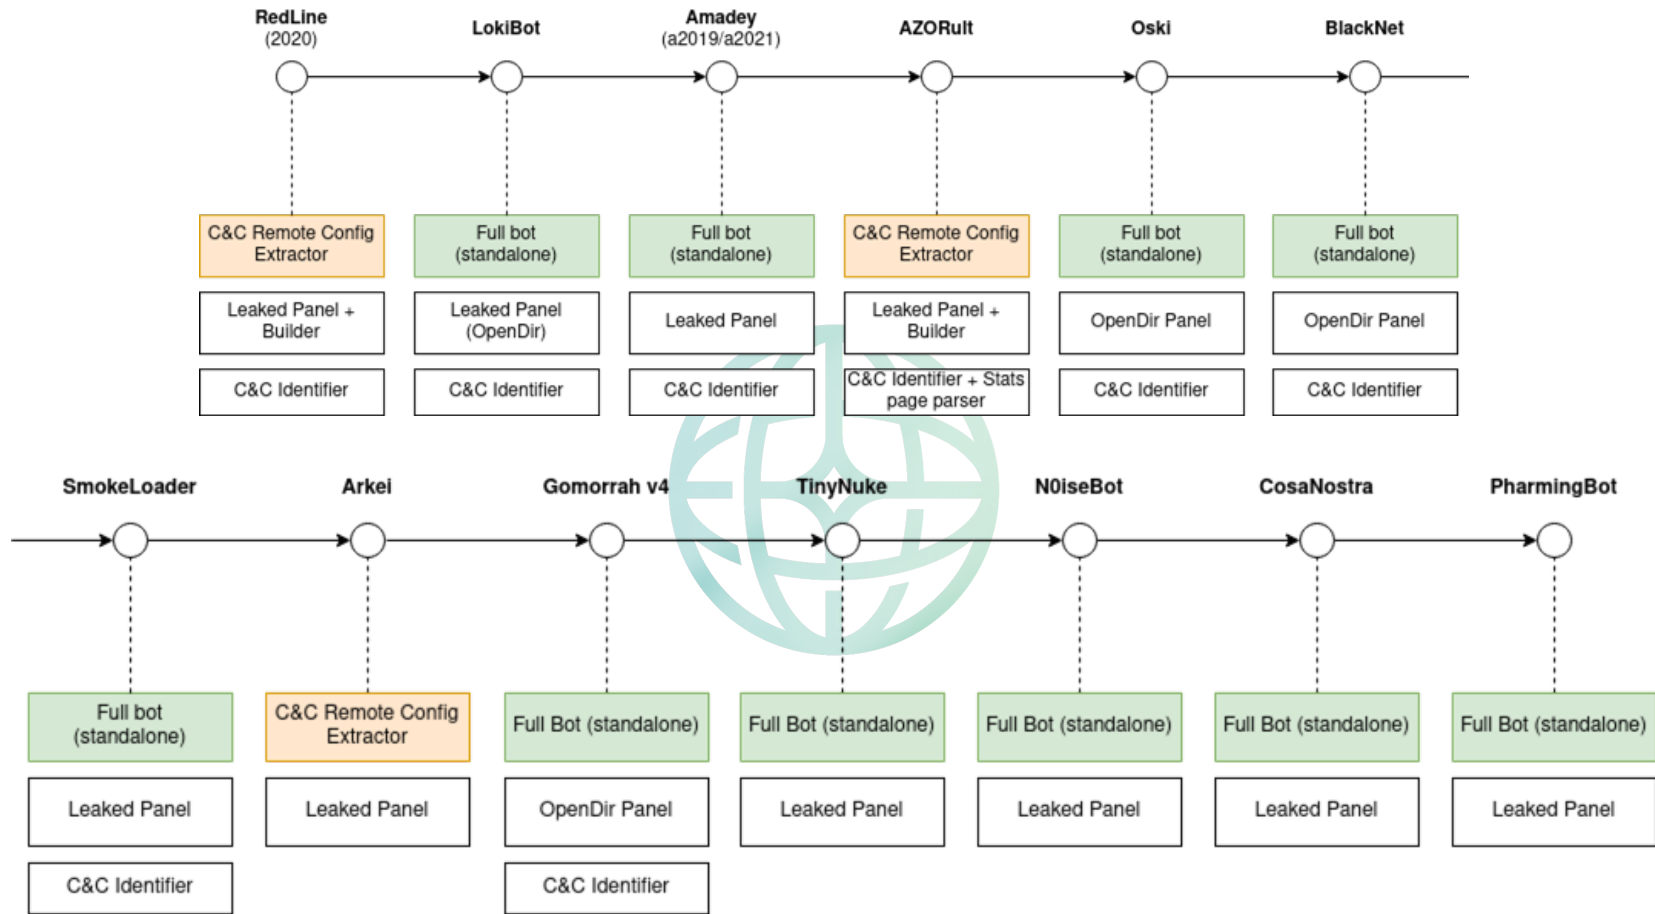 RedLine
(2020)
LokiBot
Amadey
(a2019/a2021)
AZORult
Oski
BlackNet
C&C Remote Config
Extractor
Full bot
(standalone)
Full bot
(standalone)
C&C Remote Config
Extractor
Full bot
(standalone)
Full bot
(standalone)
Leaked Panel +
Builder
Leaked Panel
(OpenDir)
Leaked Panel
Leaked Panel +
Builder
OpenDir Panel
OpenDir Panel
C&C Identifier
C&C Identifier
C&C Identifier
C&C Identifier + Stats
page parser
C&C Identifier
C&C Identifier
SmokeLoader
Arkei
Gomorrah v4
TinyNuke
N0iseBot
CosaNostra
PharmingBot
Full bot
(standalone)
C&C Remote Config
Extractor
Full Bot (standalone)
Full Bot (standalone)
Full Bot (standalone)
Full Bot (standalone)
Full Bot (standalone)
Leaked Panel
Leaked Panel
OpenDir Panel
Leaked Panel
Leaked Panel
Leaked Panel
Leaked Panel
C&C Identifier
C&C Identifier